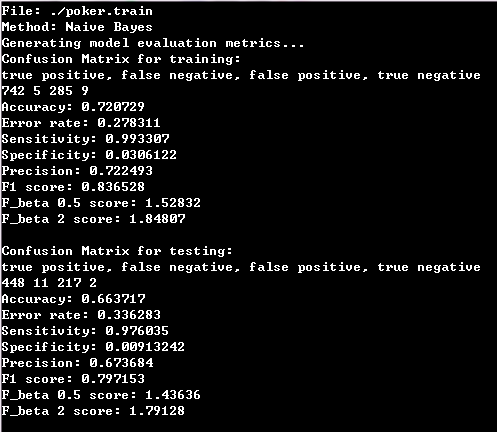 File: ./poker.train
Method: Naive Bayes
Generating model evaluation metrics...
Confusion Matrix for training:
true positive, false negative, false positive, true negative
742 5 285 9
Accuracy: 0.720729
Error rate: 0.278311
Sensitivity: 0.993307
Specificity: 0.0306122
Precision: 0.722493
F1 score: 0.836528
F_beta 0.5 score: 1.52832
F_beta 2 score: 1.84807
Confusion Matrix for testing:
true positive, false negative, false positive, true negative
448 11 217 2
Accuracy: 0.663717
Error rate: 0.336283
Sensitivity: 0.976035
Specificity: 0.00913242
Precision: 0.673684
F1 score: 0.797153
F_beta 0.5 score: 1.43636
F_beta 2 score: 1.79128